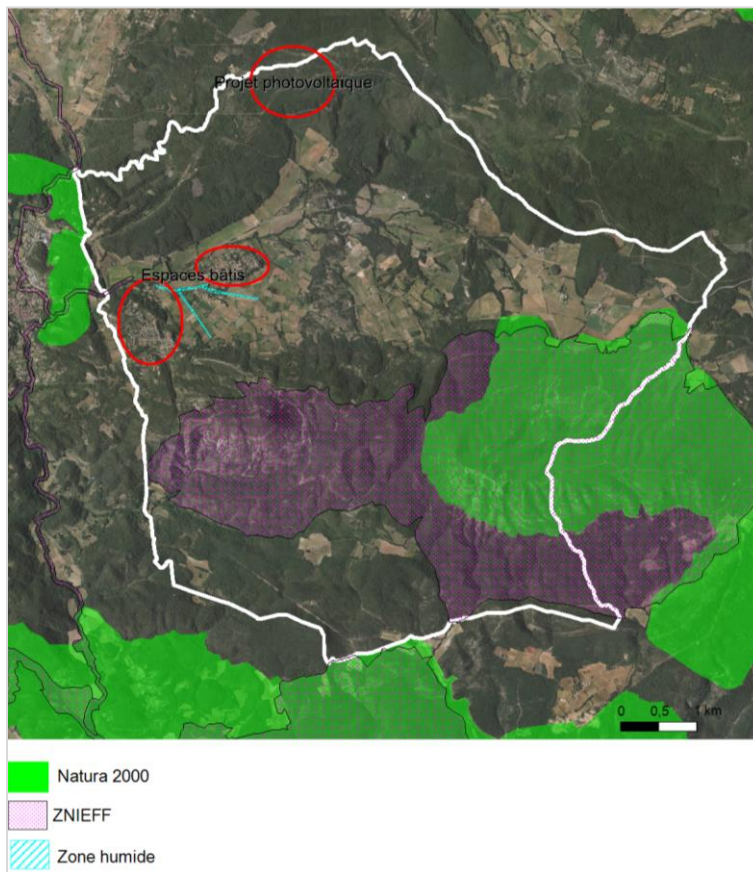 Projet photovoltaïque
Espaces bâtis
0 0,5 1 km
Natura 2000
ZNIEFF
Zone humide